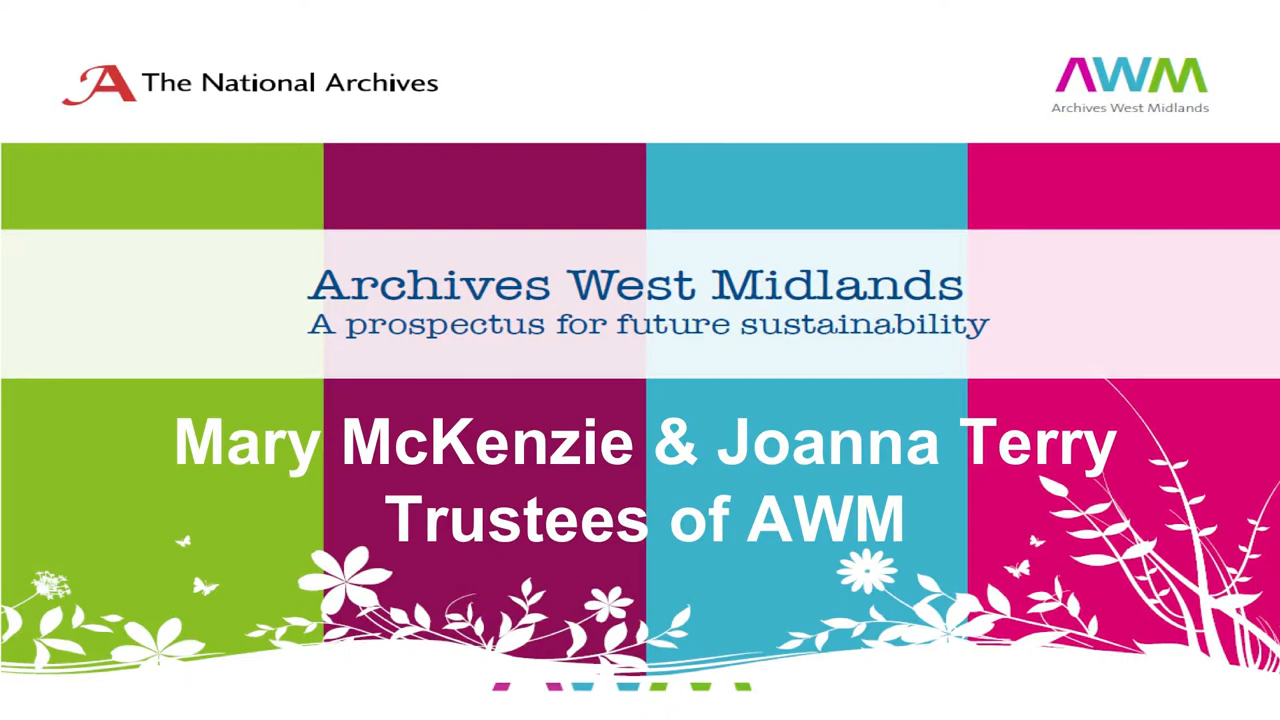 The National Archives
AWM
Archives West Midlands
Archives West Midlands
A prospectus for future sustainability
Mary McKenzie & Joanna Terry
Trustees of AWM